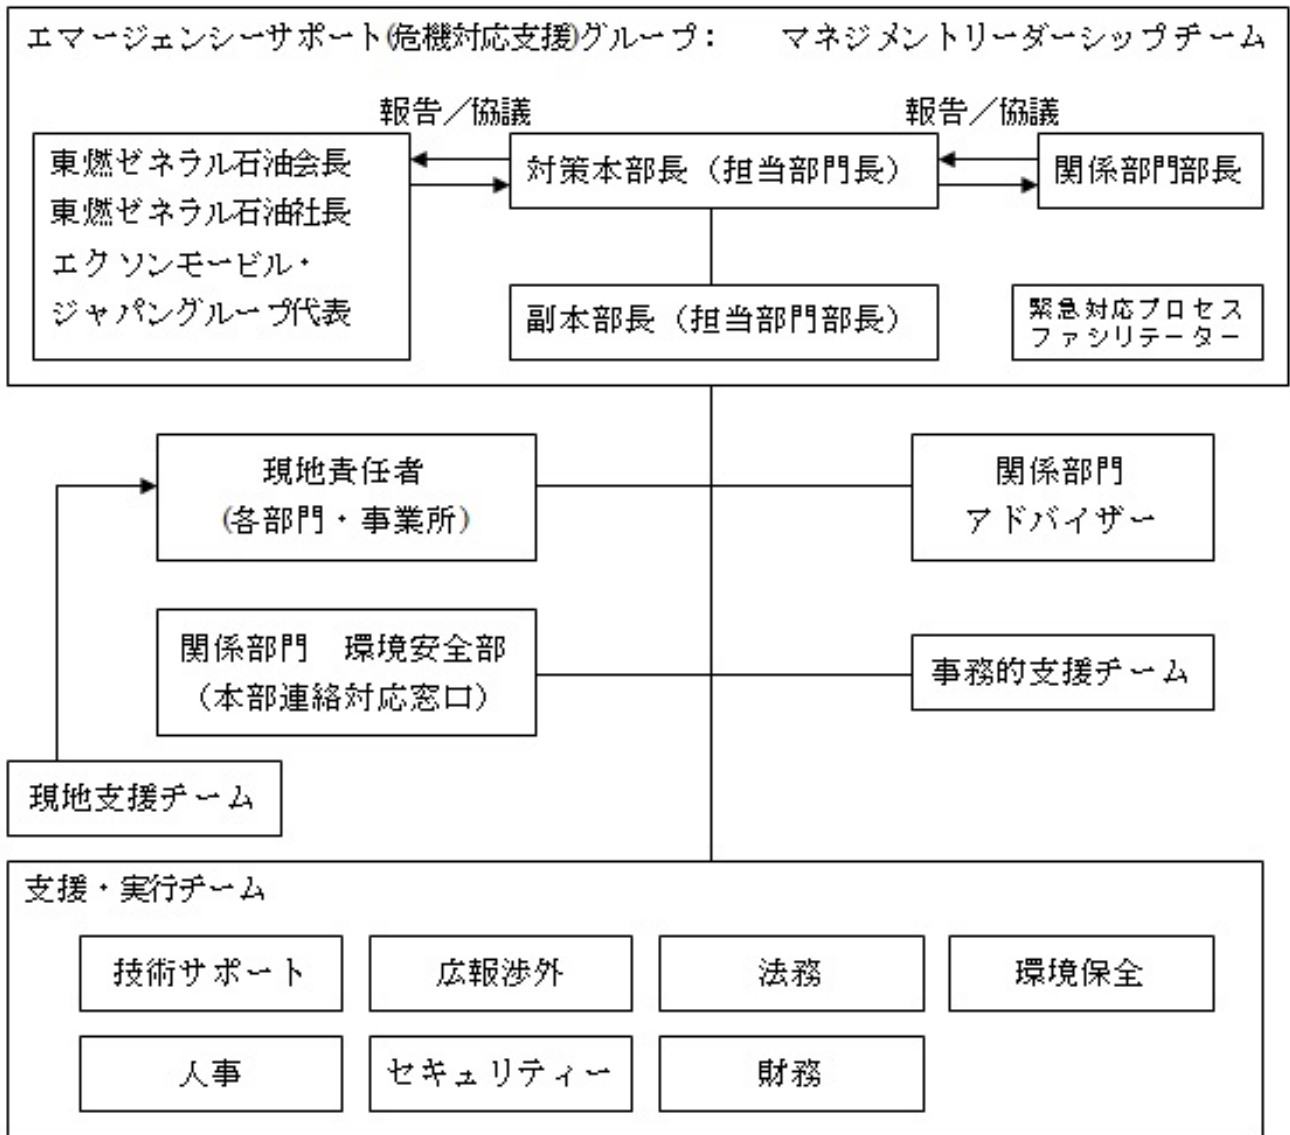 エマージェンシーサポート(危機対応支援)グループ：　マネジメントリーダーシップチーム
報告／協議
報告／協議
東燃ゼネラル石油会長
東燃ゼネラル石油社長
エクソンモービル・
ジャパングループ代表
対策本部長（担当部門長）
関係部門部長
副本部長（担当部門部長）
緊急対応プロセス
ファシリテーター
現地責任者
(各部門・事業所)
関係部門
アドバイザー
関係部門　環境安全部
（本部連絡対応窓口）
事務的支援チーム
現地支援チーム
支援・実行チーム
技術サポート
広報渉外
法務
環境保全
人事
セキュリティー
財務